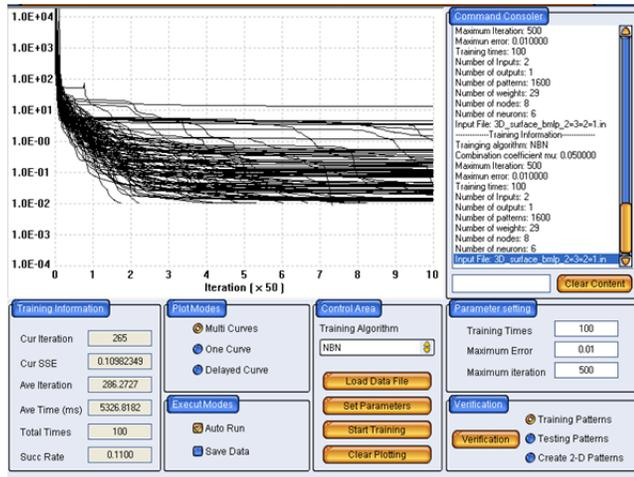 1.0E+04
1.0E+03
1.0E+02
1.0E+01
1.0E-00
1.0E-01
1.0E-02
1.0E-03
1.0E-04
0 1 2 3 4 5 6 7 8 9 10
Iteration [ × 50 ]
Command Consoler
Maximum Iteration: 500
Maximun error: 0.010000
Training times: 100
Number of Inputs: 2
Number of outputs: 1
Number of patterns: 1600
Number of weights: 29
Number of nodes: 8
Number of neurons: 6
Input File: 3D_surface_bmlp_2=3=2=1.in
------------Training Information------------
Trainging algorithm: NBN
Combination coefficient mu: 0.050000
Maximum Iteration: 500
Maximun error: 0.010000
Training times: 100
Number of Inputs: 2
Number of outputs: 1
Number of patterns: 1600
Number of weights: 29
Number of nodes: 8
Number of neurons: 6
Input File: 3D_surface_bmlp_2=3=2=1.in
Clear Content
Training Information
Cur Iteration 265
Cur SSE 0.10982349
Ave Iteration 286.2727
Ave Time (ms) 5326.8182
Total Times 100
Succ Rate 0.1100
Plot Modes
Multi Curves
One Curve
Delayed Curve
Execut Modes
Auto Run
Save Data
Control Area
Training Algorithm
NBN
Load Data File
Set Parameters
Start Training
Clear Plotting
Parameter setting
Training Times 100
Maximum Error 0.01
Maximum iteration 500
Verification
Verification
Training Patterns
Testing Patterns
Create 2-D Patterns